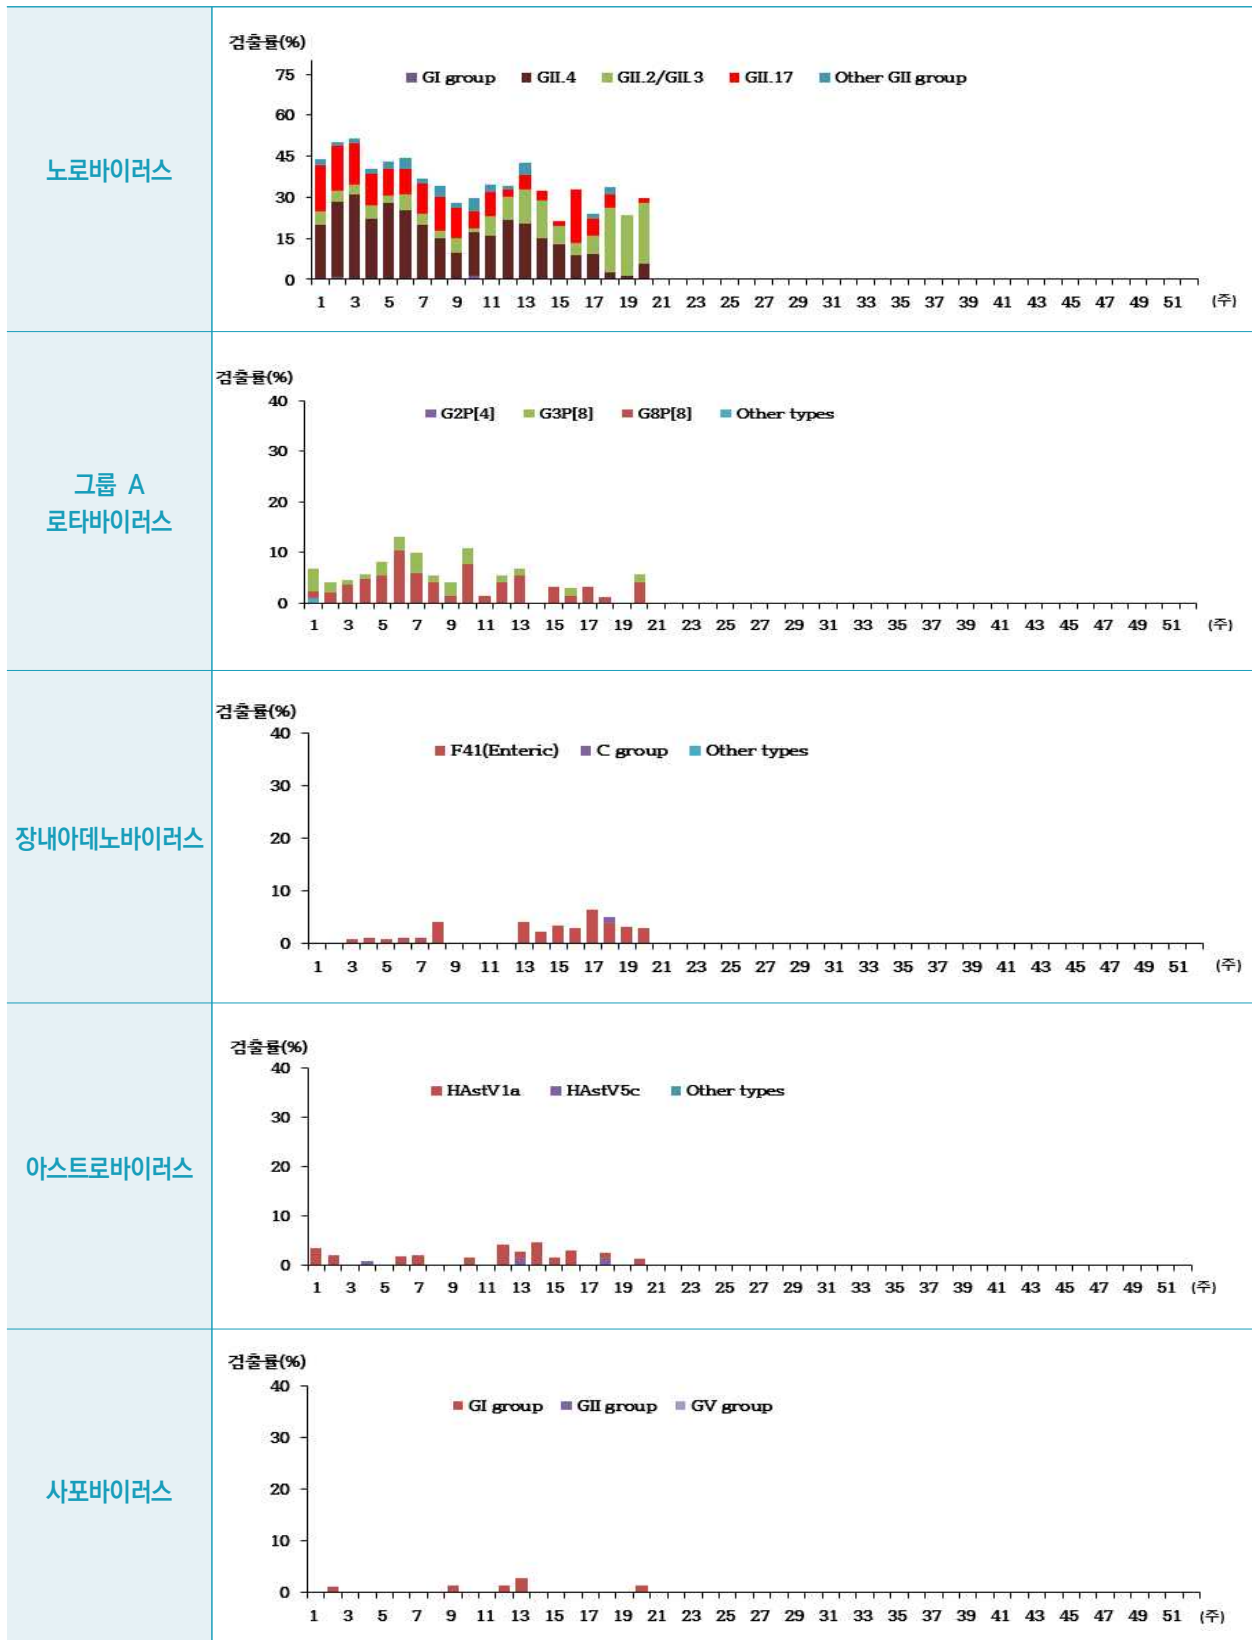 노로바이러스
검출률(%)
GI group GII.4 GII.2/GII.3 GII.17 Other GII group
75
60
45
30
15
0
1 3 5 7 9 11 13 15 17 19 21 23 25 27 29 31 33 35 37 39 41 43 45 47 49 51 (주)
그룹 A
로타바이러스
검출률(%)
G2P[4] G3P[8] G8P[8] Other types
40
30
20
10
0
1 3 5 7 9 11 13 15 17 19 21 23 25 27 29 31 33 35 37 39 41 43 45 47 49 51 (주)
장내아데노바이러스
검출률(%)
F41(Enteric) C group Other types
40
30
20
10
0
1 3 5 7 9 11 13 15 17 19 21 23 25 27 29 31 33 35 37 39 41 43 45 47 49 51 (주)
아스트로바이러스
검출률(%)
HAstV1a HAstV5c Other types
40
30
20
10
0
1 3 5 7 9 11 13 15 17 19 21 23 25 27 29 31 33 35 37 39 41 43 45 47 49 51 (주)
사포바이러스
검출률(%)
GI group GII group GV group
40
30
20
10
0
1 3 5 7 9 11 13 15 17 19 21 23 25 27 29 31 33 35 37 39 41 43 45 47 49 51 (주)